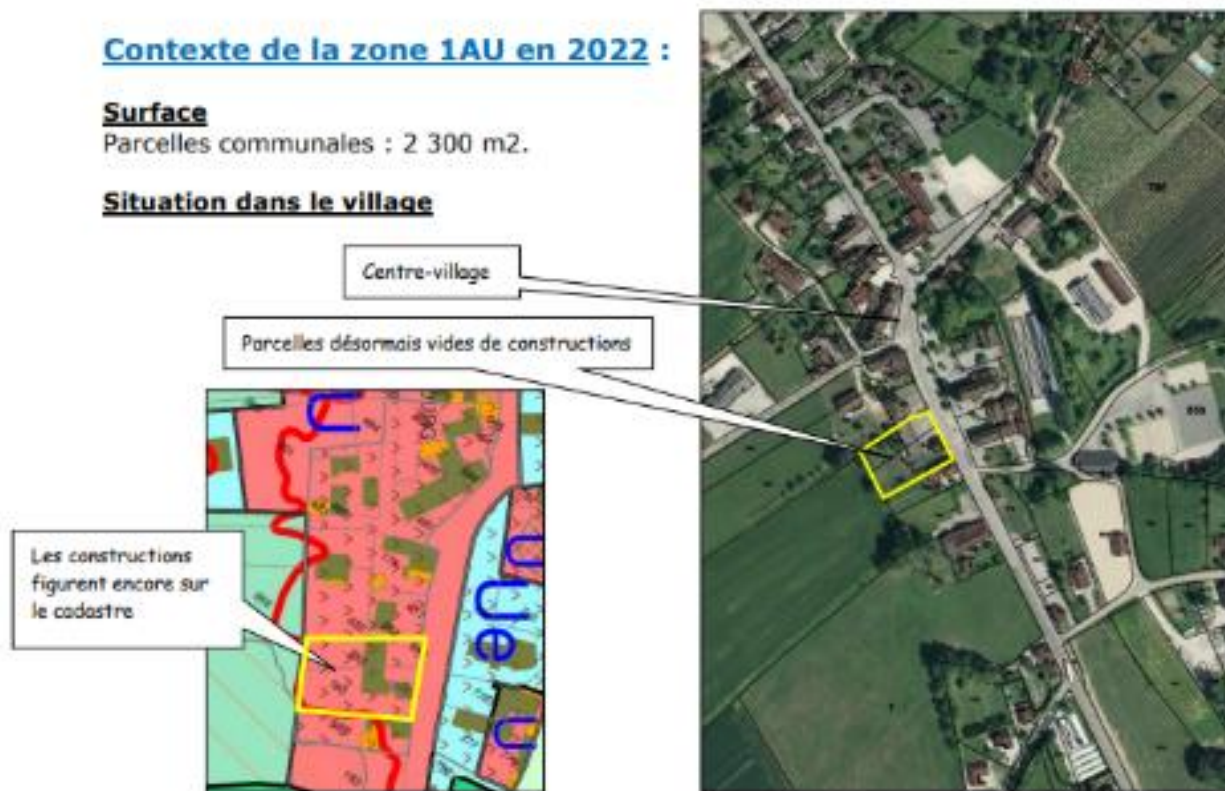 Contexte de la zone 1AU en 2022 :
Surface
Parcelles communales : 2 300 m2.
Situation dans le village
Centre-village
Parcelles désormais vides de constructions
Les constructions
figurent encore sur
le cadastre
U
U
Ue
U